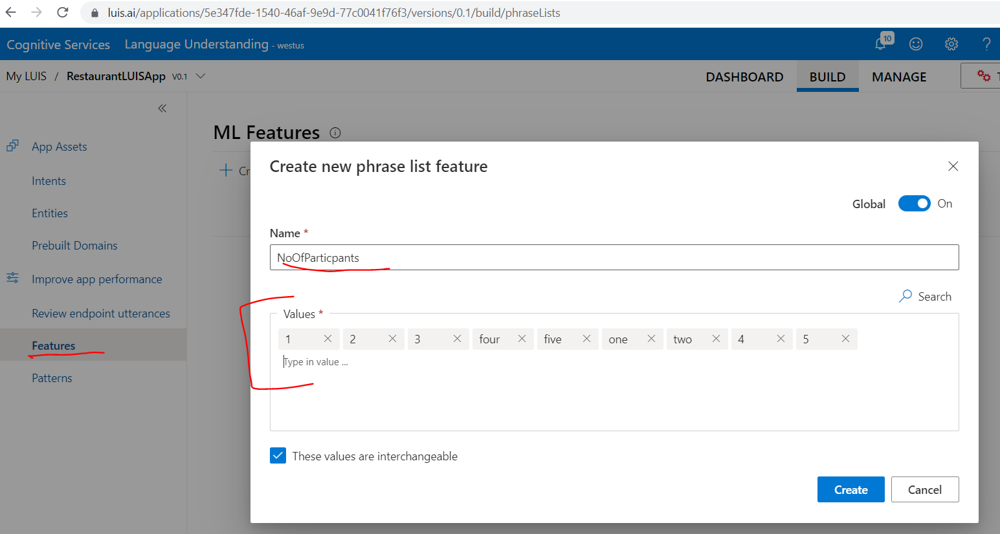 luis.ai/applications/5e347fde-1540-46af-9e9d-77c0041f76f3/versions/0.1/build/phraseLists
Cognitive Services Language Understanding - westus 10 ?
My LUIS / RestaurantLUISApp V0.1 DASHBOARD BUILD MANAGE
App Assets
Intents
Entities
Prebuilt Domains
Improve app performance
Review endpoint utterances
Features
Patterns
ML Features
+ Cr
Create new phrase list feature
Global On
Name *
NoOfParticpants
Search
Values *
1 2 3 four five one two 4 5
Type in value ...
These values are interchangeable
Create Cancel